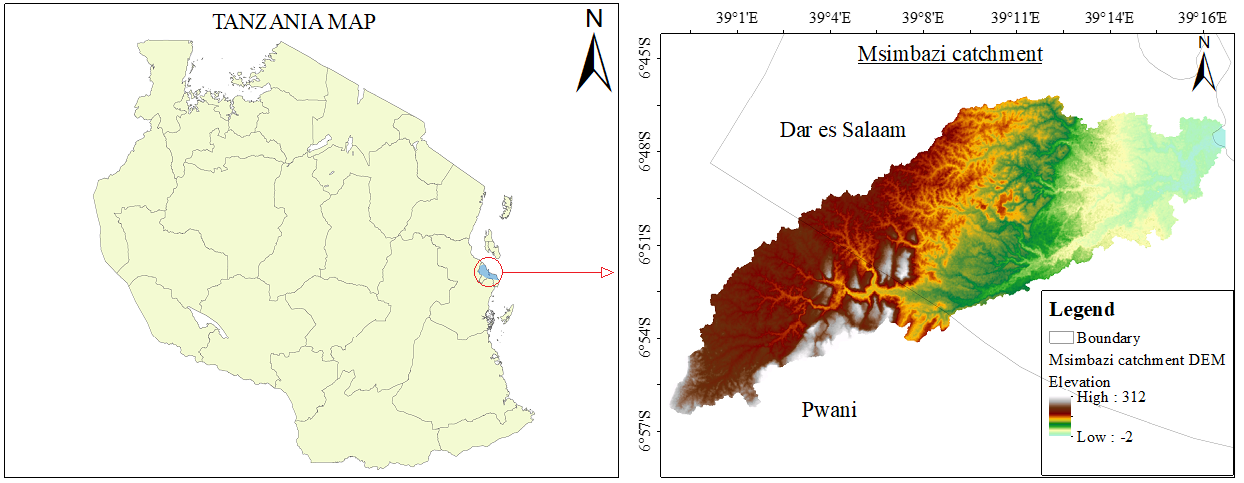 TANZANIA MAP
N
39°1'E 39°4'E 39°8'E 39°11'E 39°14'E 39°16'E
Msimbazi catchment
N
6°45'S
Dar es Salaam
6°48'S
6°51'S
6°54'S
Pwani
6°57'S
Legend
Boundary
Msimbazi catchment DEM
Elevation
High : 312
Low : -2